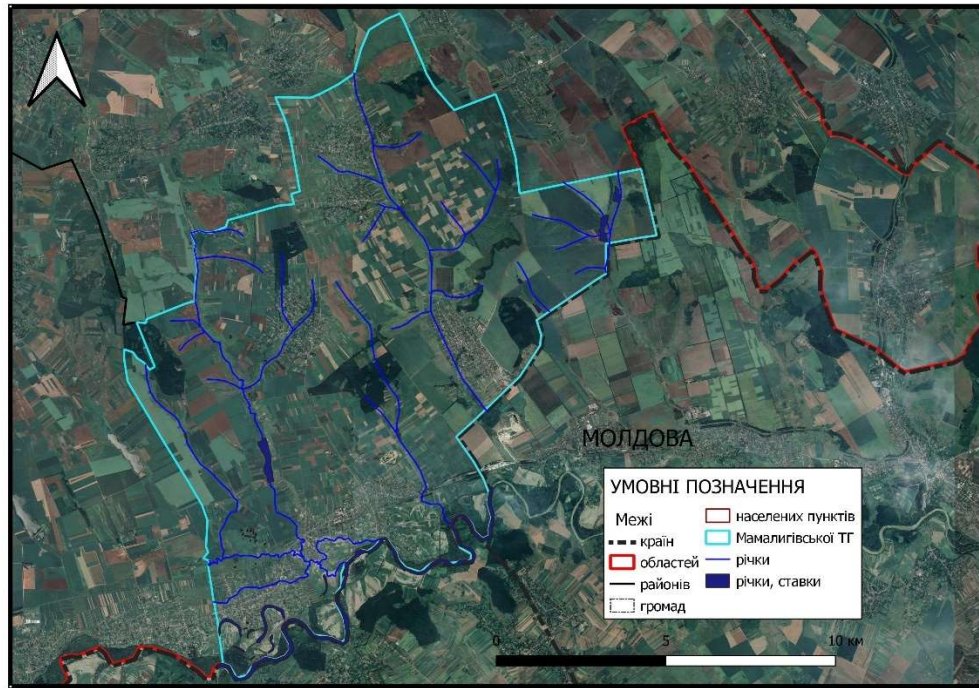 МОЛДОВА
УМОВНІ ПОЗНАЧЕННЯ
Межі
країн
областей
районів
громад
населених пунктів
Мамалигівської ТГ
річки
річки, ставки
0 5 10 км